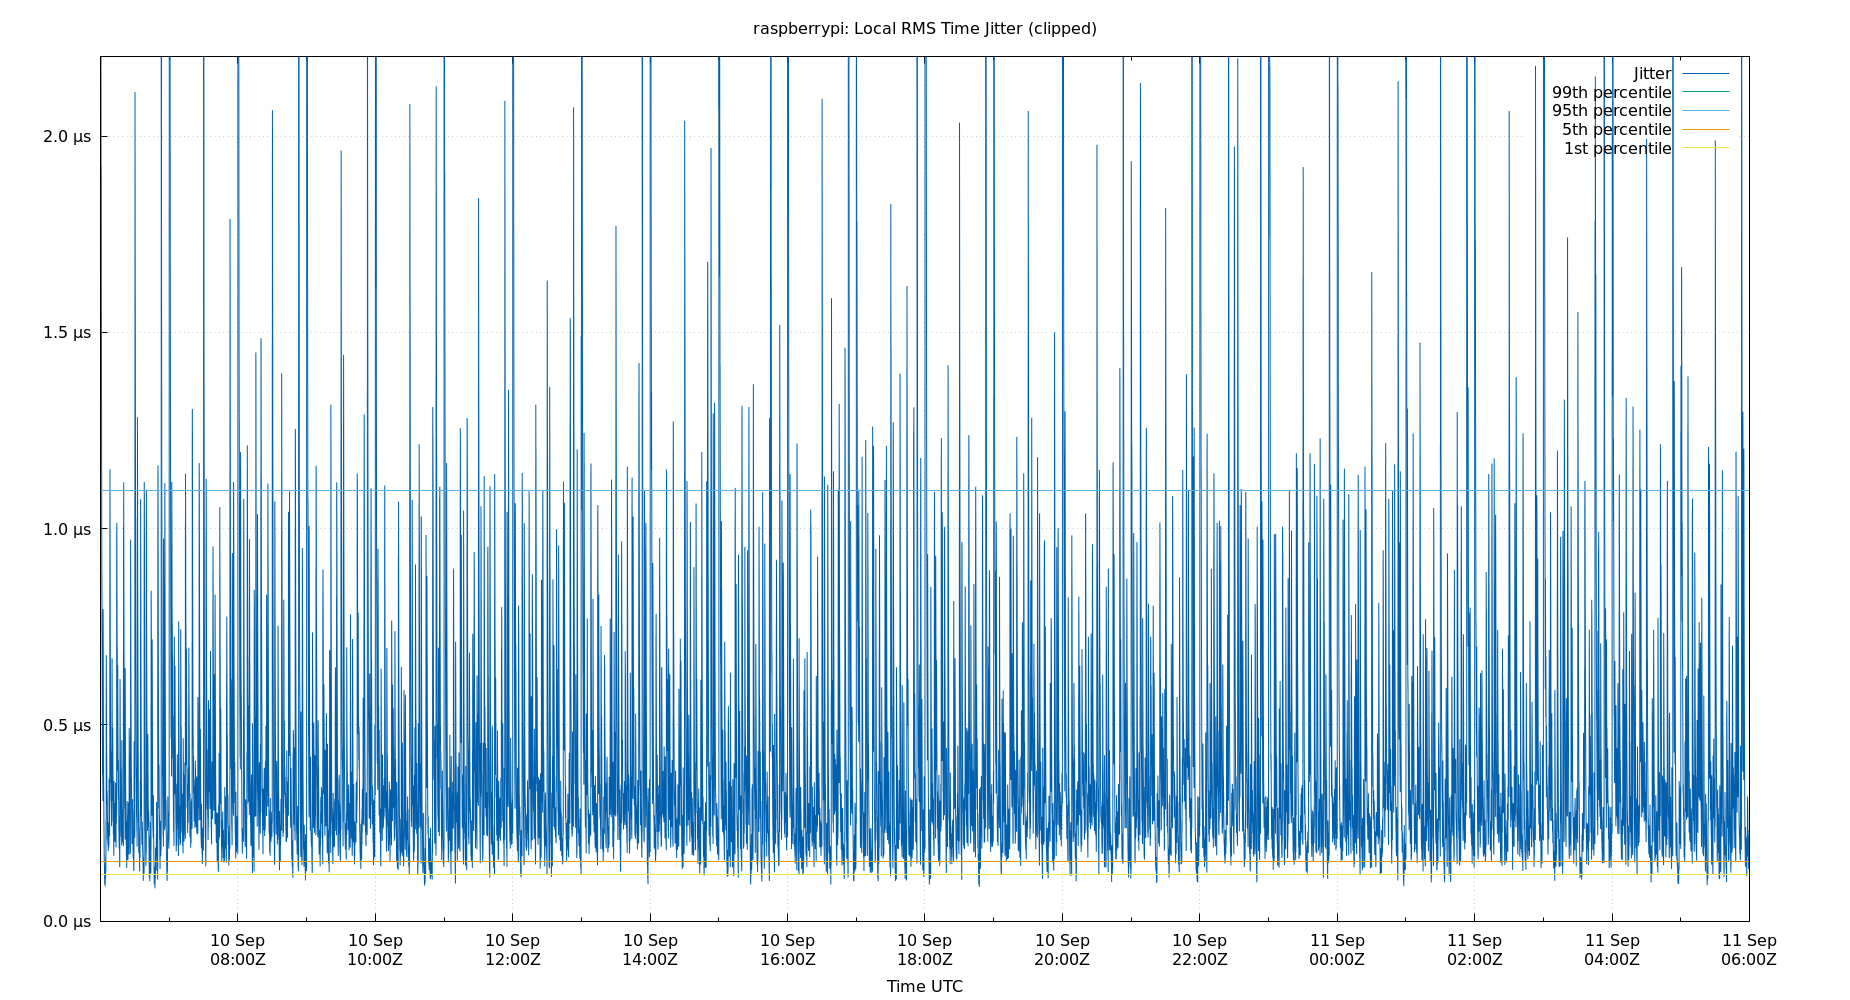 raspberrypi: Local RMS Time Jitter (clipped)
Jitter
99th percentile
95th percentile
5th percentile
1st percentile
2.0 µs
1.5 µs
1.0 µs
0.5 µs
0.0 µs
10 Sep 10 Sep 10 Sep 10 Sep 10 Sep 10 Sep 10 Sep 10 Sep 11 Sep 11 Sep 11 Sep 11 Sep
08:00Z 10:00Z 12:00Z 14:00Z 16:00Z 18:00Z 20:00Z 22:00Z 00:00Z 02:00Z 04:00Z 06:00Z
Time UTC